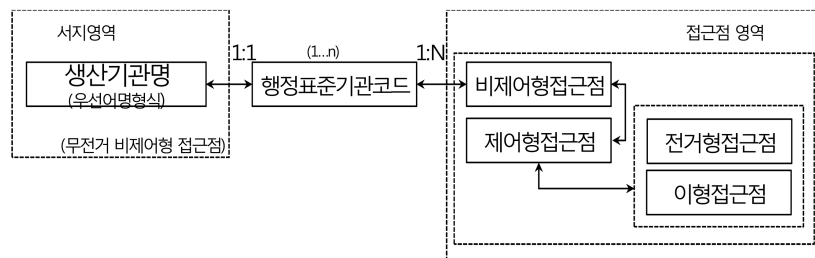 서지영역
생산기관명
(우선어명형식)
(무전거 비제어형 접근점)
1:1
(1...n)
행정표준기관코드
1:N
접근점 영역
비제어형접근점
제어형접근점
전거형접근점
이형접근점